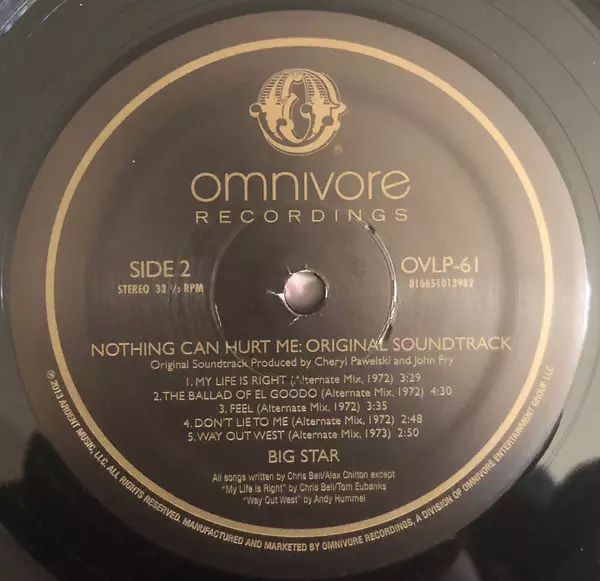 omnivore
RECORDINGS
®
SIDE 2
STEREO 33 ⅓ RPM
OVLP-61
816651013982
NOTHING CAN HURT ME: ORIGINAL SOUNDTRACK
Original Soundtrack Produced by Cheryl Pawelski and John Fry
1. MY LIFE IS RIGHT (Alternate Mix, 1972) 3:29
2. THE BALLAD OF EL GOODO (Alternate Mix, 1972) 4:30
3. FEEL (Alternate Mix, 1972) 3:35
4. DON'T LIE TO ME (Alternate Mix, 1972) 2:48
5. WAY OUT WEST (Alternate Mix, 1973) 2:50
BIG STAR
All songs written by Chris Bell/Alex Chilton except
"My Life Is Right" by Chris Bell/Tom Eubanks
"Way Out West" by Andy Hummel
℗ 2013 ARDENT MUSIC, LLC. ALL RIGHTS RESERVED. MANUFACTURED AND MARKETED BY OMNIVORE RECORDINGS, A DIVISION OF OMNIVORE ENTERTAINMENT GROUP, LLC